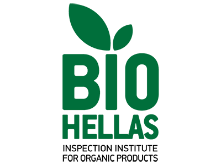 BIO
HELLAS
INSPECTION INSTITUTE
FOR ORGANIC PRODUCTS